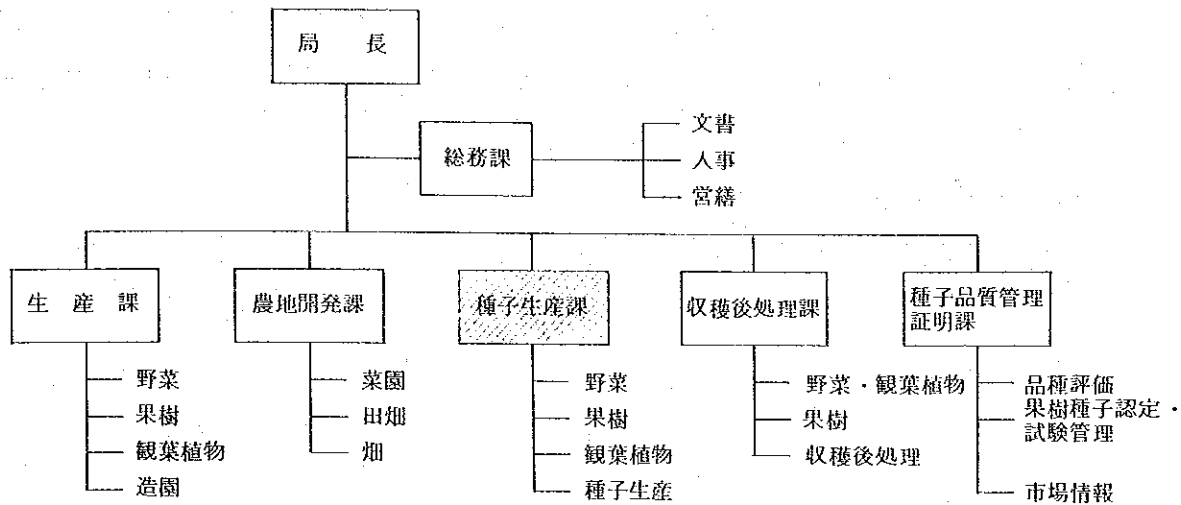 局 長
総務課
文書
人事
営繕
生 産 課
農地開発課
種子生産課
収穫後処理課
種子品質管理
証明課
野菜
果樹
観葉植物
造園
菜園
田畑
畑
野菜
果樹
観葉植物
種子生産
野菜・観葉植物
果樹
収穫後処理
品種評価
果樹種子認定・
試験管理
市場情報